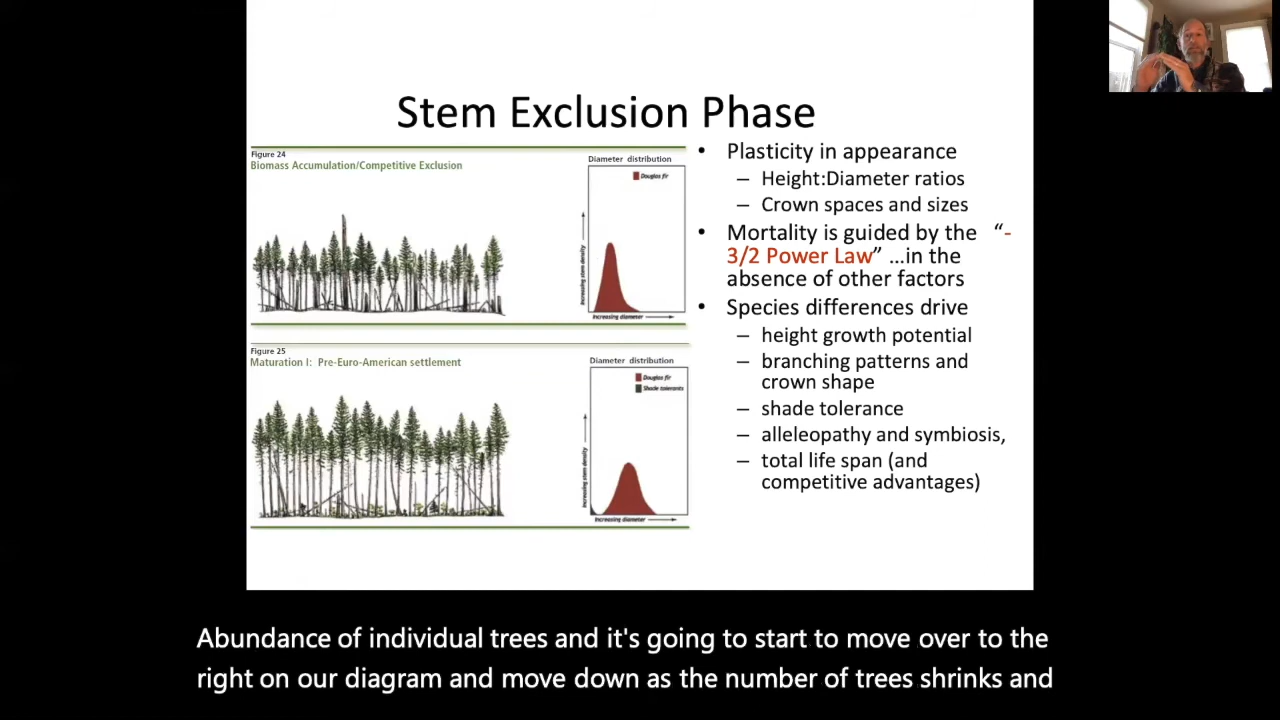 Stem Exclusion Phase
Figure 24
Biomass Accumulation/Competitive Exclusion
Diameter distribution
Douglas fir
Increasing stem density
Increasing diameter
Figure 25
Maturation I: Pre-Euro-American settlement
Diameter distribution
Douglas fir
Shade tolerants
Increasing stem density
Increasing diameter
• Plasticity in appearance
– Height:Diameter ratios
– Crown spaces and sizes
• Mortality is guided by the “-
3/2 Power Law” ...in the
absence of other factors
• Species differences drive
– height growth potential
– branching patterns and
crown shape
– shade tolerance
– alleleopathy and symbiosis,
– total life span (and
competitive advantages)
Abundance of individual trees and it's going to start to move over to the
right on our diagram and move down as the number of trees shrinks and